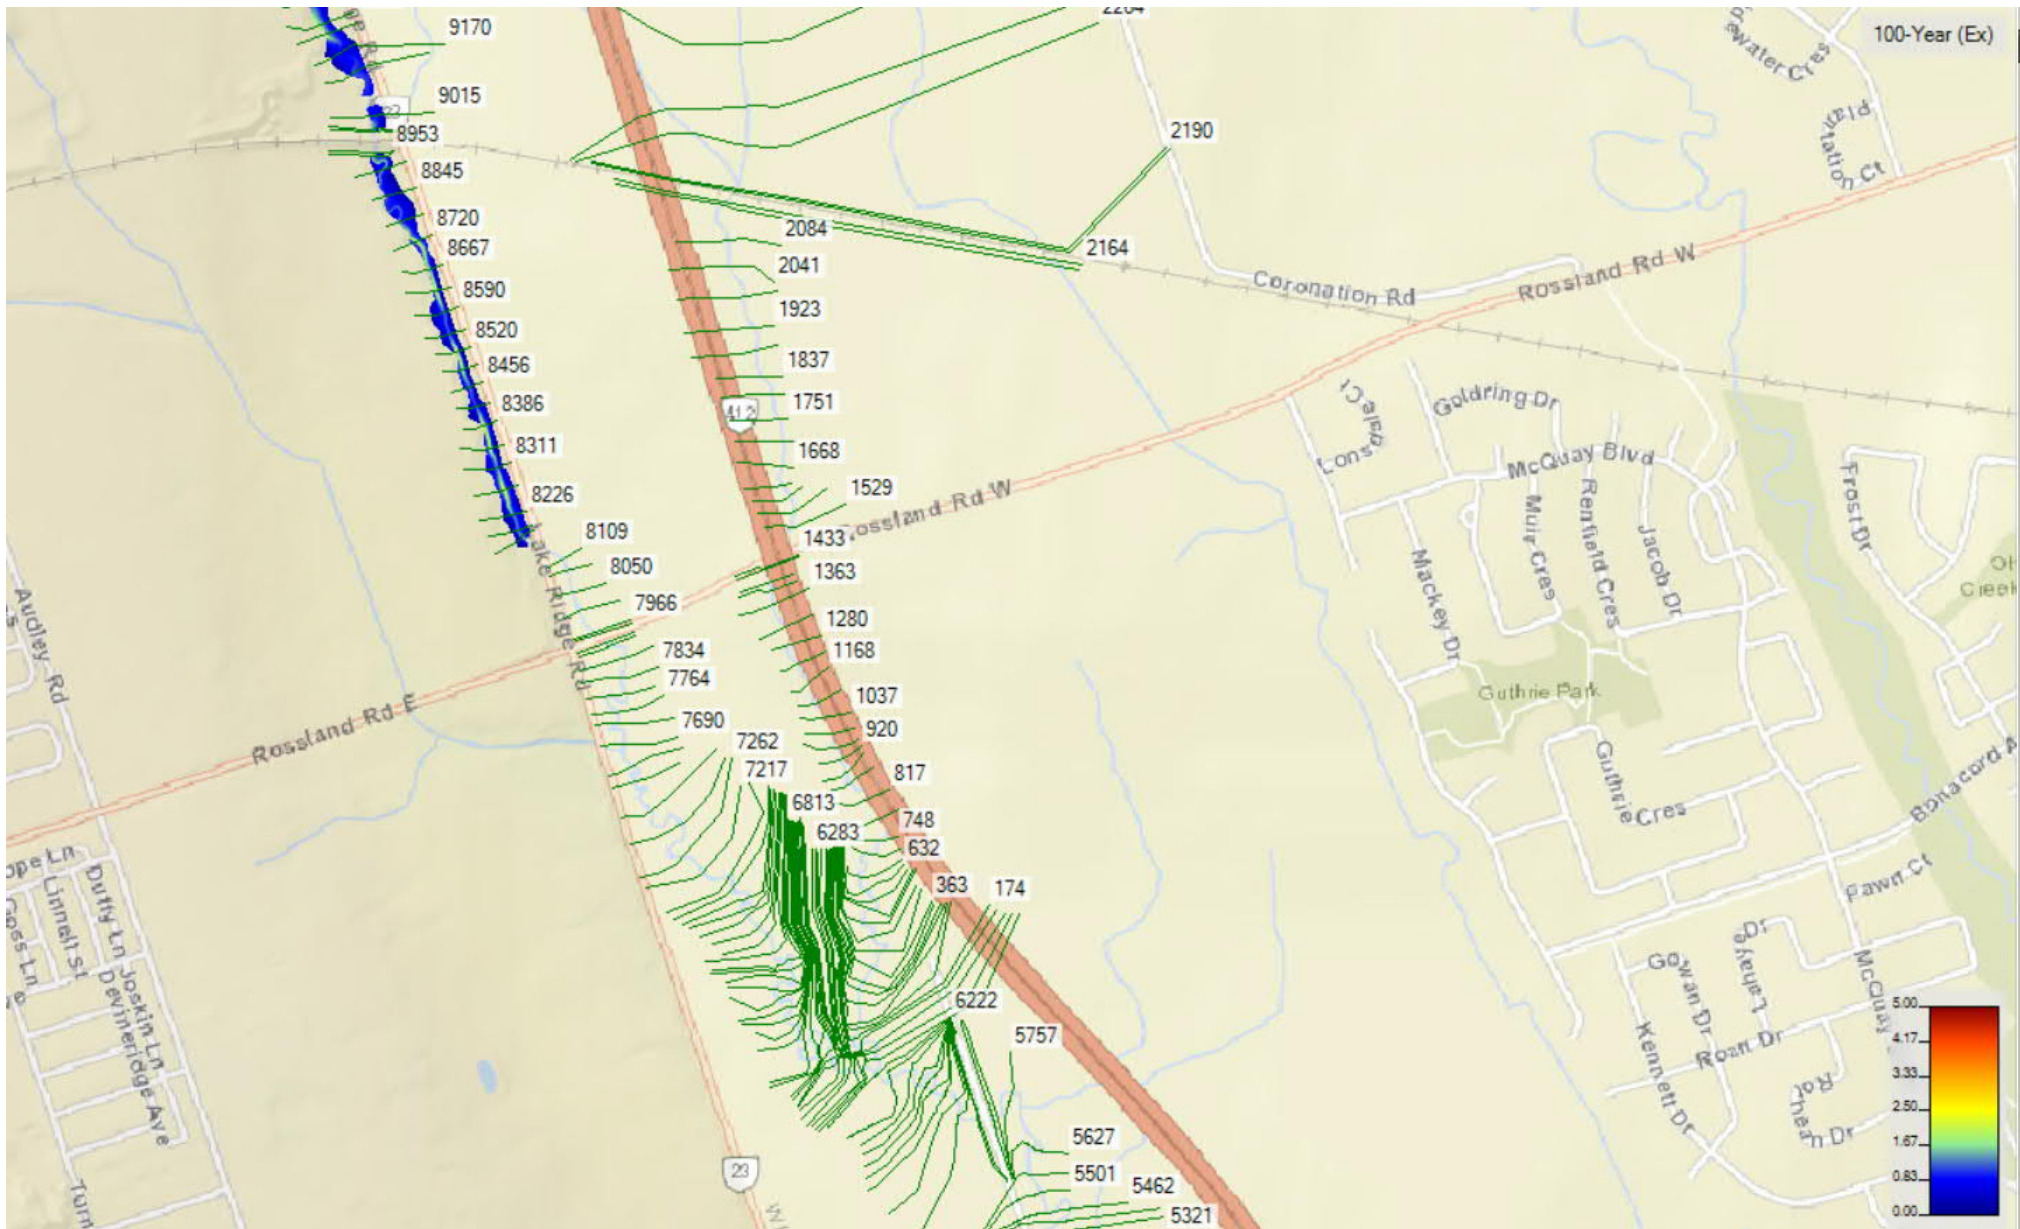 100-Year (Ex)
9170
2190
9015
8953
8845
8720
8667
8590
8520
8456
8386
8311
8226
8109
8050
7966
7834
7764
7690
7262
7217
6813
6283
2084
2164
2041
1923
1837
412
1751
1668
1529
1433
1363
1280
1168
1037
920
817
748
632
363
174
6222
5757
5627
5501
5462
5321
23
Plantation Ct
Coronation Rd
Rossland Rd W
Rossland Rd W
Lake Ridge Rd
Rossland Rd E
Audley Rd
Goldring Dr
McQuay Blvd
Muir Cres
Renfield Cres
Jacob Dr
Frost Dr
Mackey Dr
Guthrie Park
Guthrie Cres
Creek
Fawn Ct
Gowan Dr
Lahaye Dr
Roan Dr
Kennett Dr
McQuay
Linnell St
Duffy Ln
Joskin Ln
Devineridge Ave
5.00
4.17
3.33
2.50
1.67
0.83
0.00